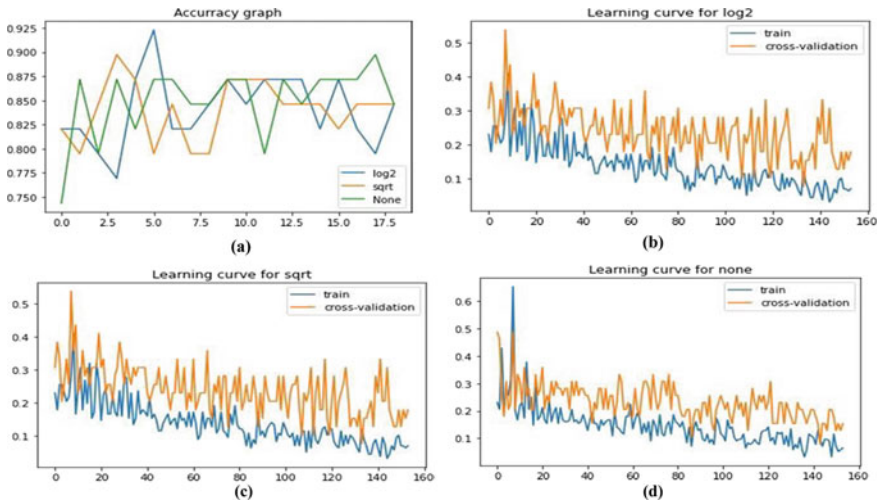 Accurracy graph
0.925
0.900
0.875
0.850
0.825
0.800
0.775
0.750
log2
sqrt
None
0.0 2.5 5.0 7.5 10.0 12.5 15.0 17.5
(a)
Learning curve for log2
train
cross-validation
0.5
0.4
0.3
0.2
0.1
0 20 40 60 80 100 120 140 160
(b)
Learning curve for sqrt
train
cross-validation
0.5
0.4
0.3
0.2
0.1
0 20 40 60 80 100 120 140 160
(c)
Learning curve for none
train
cross-validation
0.6
0.5
0.4
0.3
0.2
0.1
0 20 40 60 80 100 120 140 160
(d)